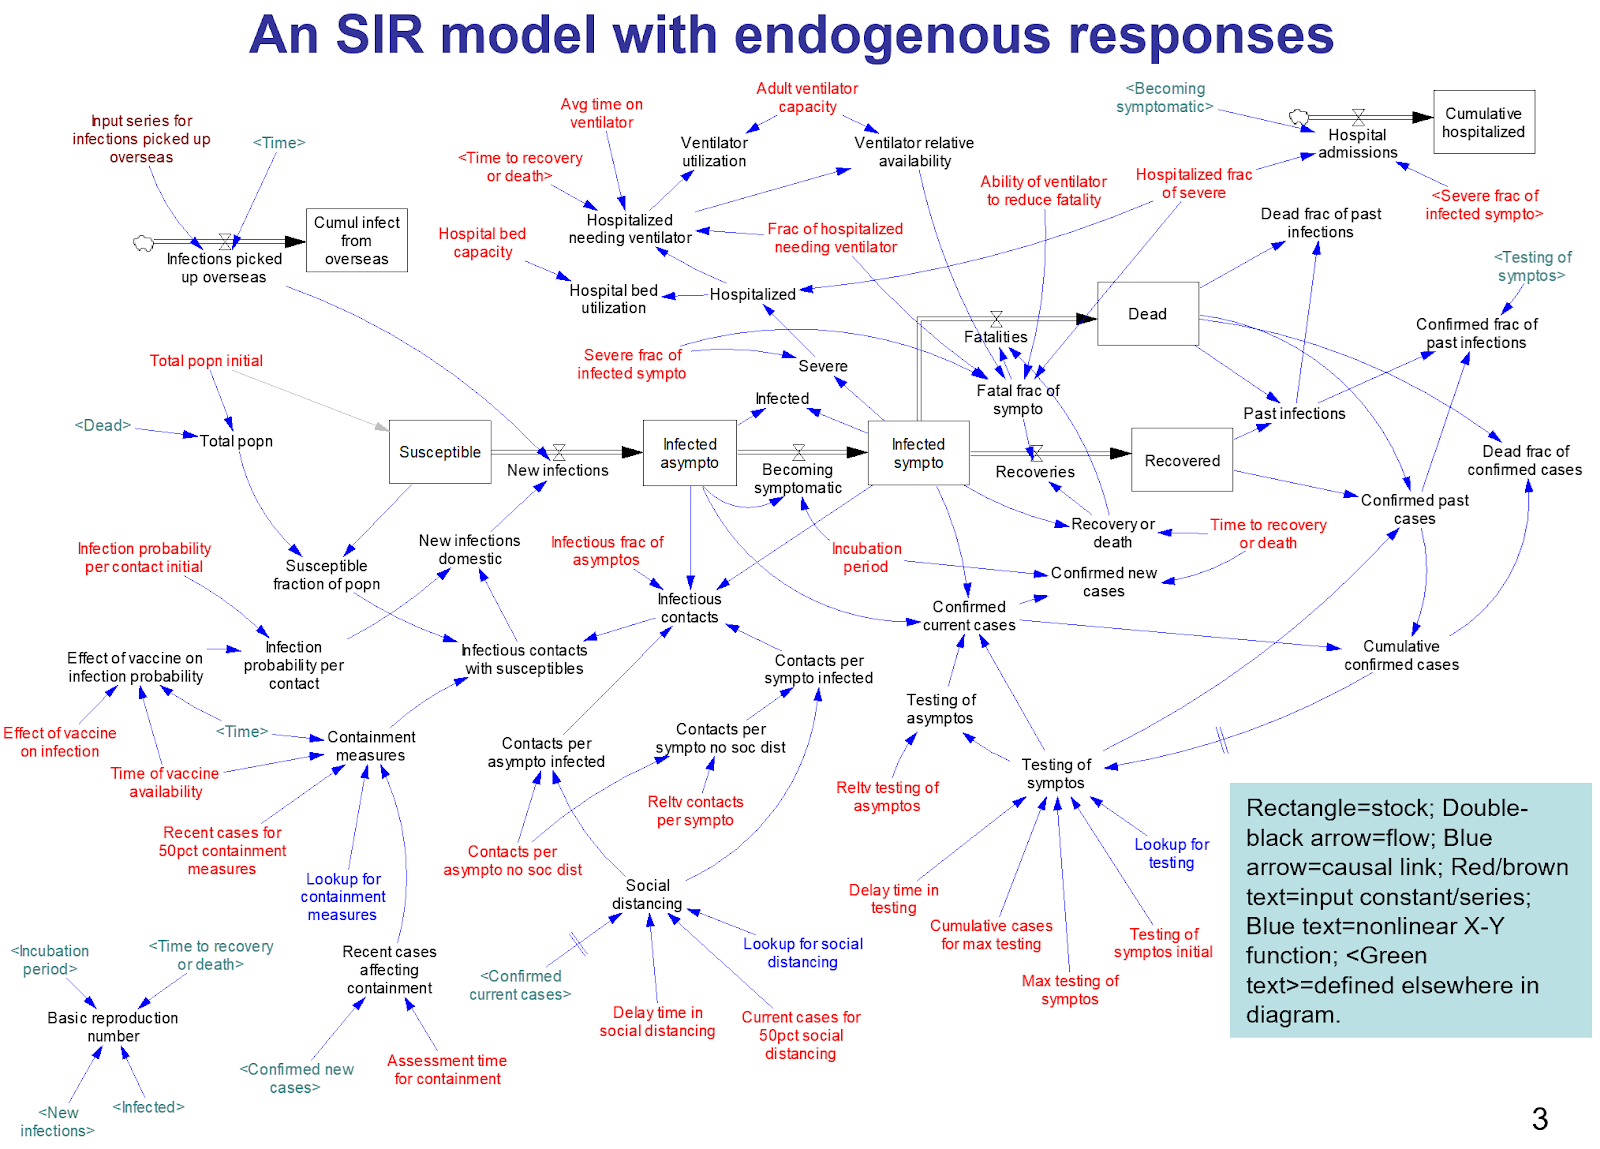 An SIR model with endogenous responses
Input series for
infections picked up
overseas
<Time>
Cumul infect
from
overseas
Infections picked
up overseas
Avg time on
ventilator
Adult ventilator
capacity
<Time to recovery
or death>
Ventilator
utilization
Ventilator relative
availability
Hospitalized
needing ventilator
Frac of hospitalized
needing ventilator
Ability of ventilator
to reduce fatality
Hospitalized frac
of severe
<Becoming
symptomatic>
Cumulative
hospitalized
Hospital
admissions
<Severe frac of
infected sympto>
Dead frac of past
infections
<Testing of
symptos>
Hospital bed
capacity
Hospital bed
utilization
Hospitalized
Dead
Confirmed frac of
past infections
Fatalities
Severe frac of
infected sympto
Severe
Infected
Fatal frac of
sympto
Past infections
Total popn initial
<Dead>
Total popn
Susceptible
New infections
Infected
asympto
Becoming
symptomatic
Infected
sympto
Recoveries
Recovered
Dead frac of
confirmed cases
Confirmed past
cases
Infection probability
per contact initial
Susceptible
fraction of popn
New infections
domestic
Infectious frac of
asymptos
Incubation
period
Recovery or
death
Time to recovery
or death
Confirmed new
cases
Infectious
contacts
Confirmed
current cases
Effect of vaccine on
infection probability
Infection
probability per
contact
Infectious contacts
with susceptibles
Contacts per
sympto infected
Cumulative
confirmed cases
Effect of vaccine
on infection
<Time>
Containment
measures
Contacts per
asympto infected
Contacts per
sympto no soc dist
Testing of
asymptos
Time of vaccine
availability
Reltv contacts
per sympto
Reltv testing of
asymptos
Testing of
symptos
Recent cases for
50pct containment
measures
Lookup for
containment
measures
Contacts per
asympto no soc dist
Social
distancing
Delay time in
testing
Cumulative cases
for max testing
Lookup for
testing
Testing of
symptos initial
Max testing of
symptos
Rectangle=stock; Double-
black arrow=flow; Blue
arrow=causal link; Red/brown
text=input constant/series;
Blue text=nonlinear X-Y
function; <Green
text>=defined elsewhere in
diagram.
<Incubation
period>
<Time to recovery
or death>
Basic reproduction
number
<New
infections>
<Infected>
Recent cases
affecting
containment
<Confirmed new
cases>
Assessment time
for containment
<Confirmed
current cases>
Lookup for social
distancing
Delay time in
social distancing
Current cases for
50pct social
distancing
3